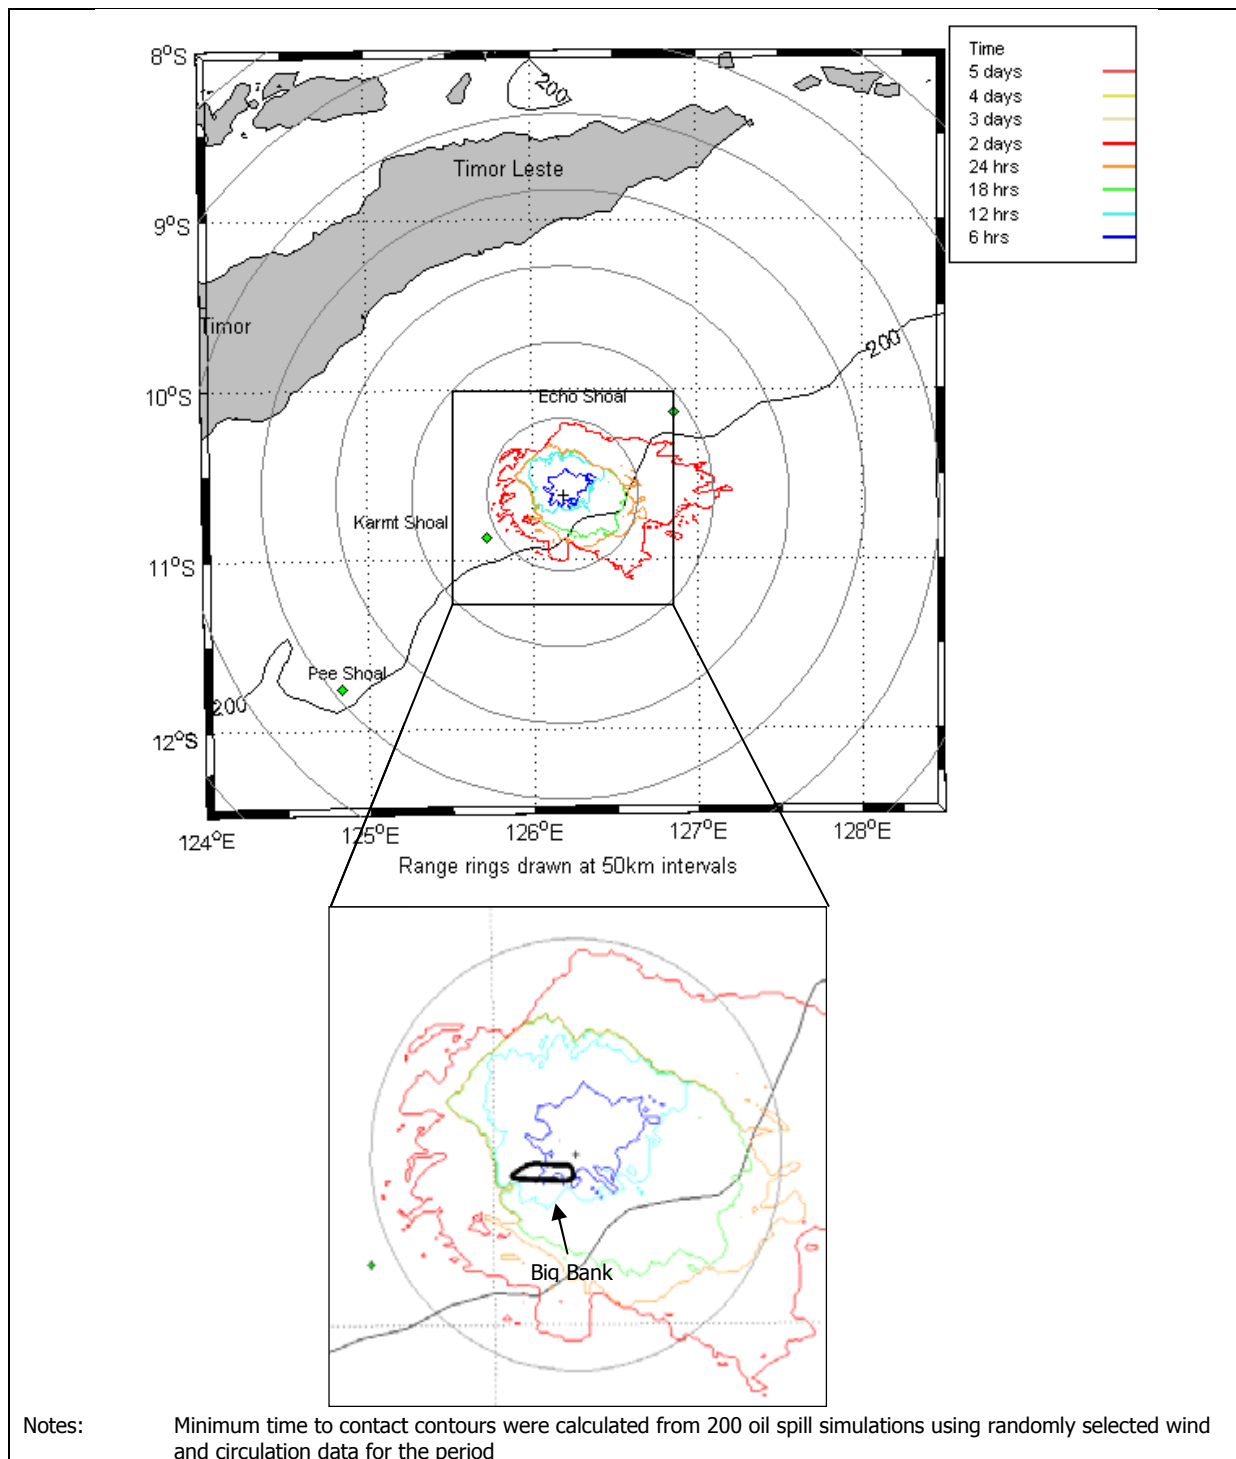 Time
5 days
4 days
3 days
2 days
24 hrs
18 hrs
12 hrs
6 hrs
8°S
200
Timor Leste
9°S
Timor
200
10°S
Echo Shoal
Karmt Shoal
11°S
Pee Shoal
200
12°S
124°E
125°E
126°E
127°E
128°E
Range rings drawn at 50km intervals
Big Bank
Notes: Minimum time to contact contours were calculated from 200 oil spill simulations using randomly selected wind
and circulation data for the period